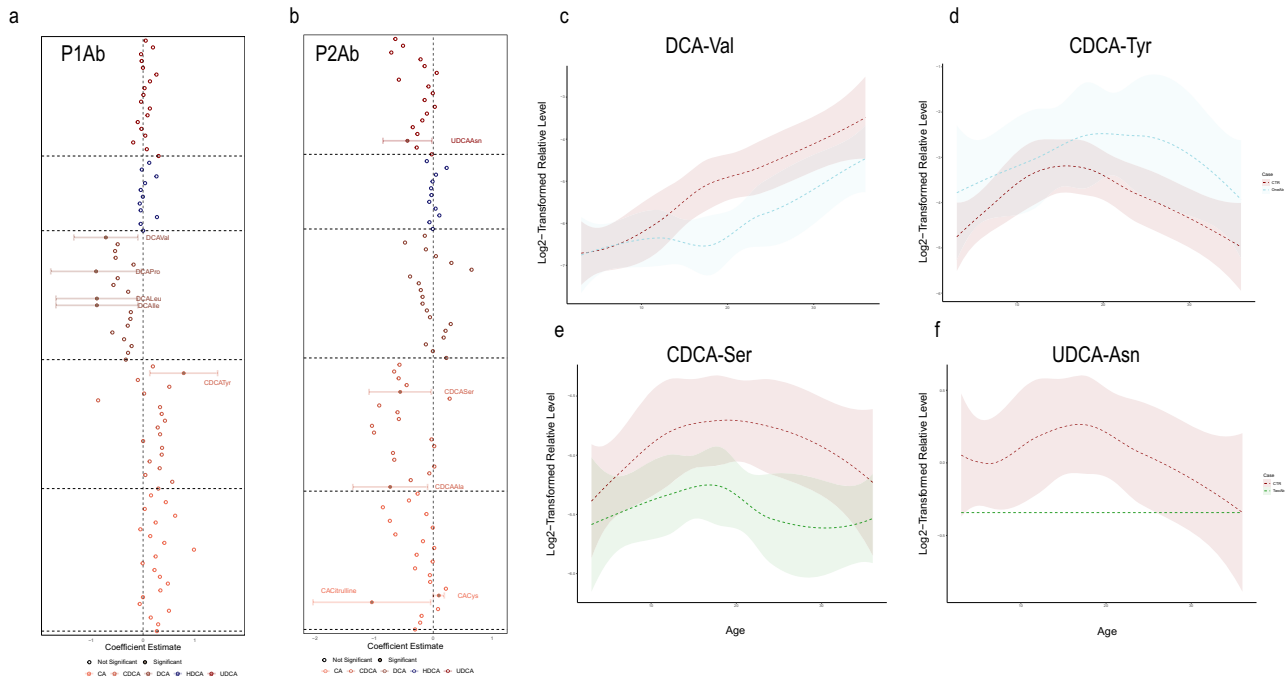 a
P1Ab
DCAVal
DCAPro
DCALeu
DCAIle
CDCATyr
−1
0
1
Coefficient Estimate
Not Significant
Significant
CA
CDCA
DCA
HDCA
UDCA
b
P2Ab
UDCAAsn
CDCASer
CDCAAla
CACitrulline
CACys
−2
−1
0
1
Coefficient Estimate
Not Significant
Significant
CA
CDCA
DCA
HDCA
UDCA
c
DCA-Val
Log2−Transformed Relative Level
d
CDCA-Tyr
Log2−Transformed Relative Level
Case
CTR
e
CDCA-Ser
Log2−Transformed Relative Level
Age
f
UDCA-Asn
Log2−Transformed Relative Level
Age
Case
CTR